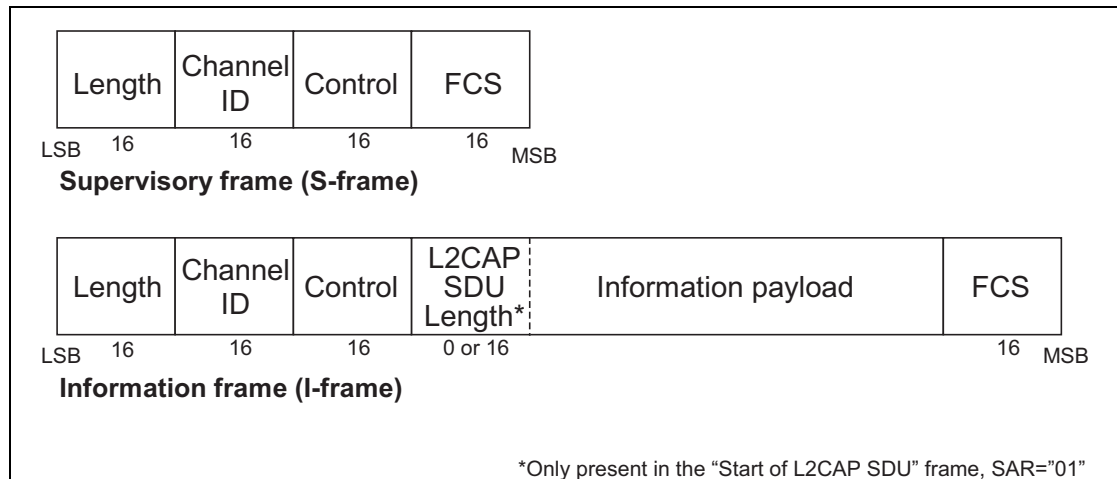 Length Channel ID Control FCS
LSB 16 16 16 16 MSB
Supervisory frame (S-frame)
Length Channel ID Control L2CAP SDU Length* Information payload FCS
LSB 16 16 16 0 or 16 16 MSB
Information frame (I-frame)
*Only present in the “Start of L2CAP SDU” frame, SAR=”01”